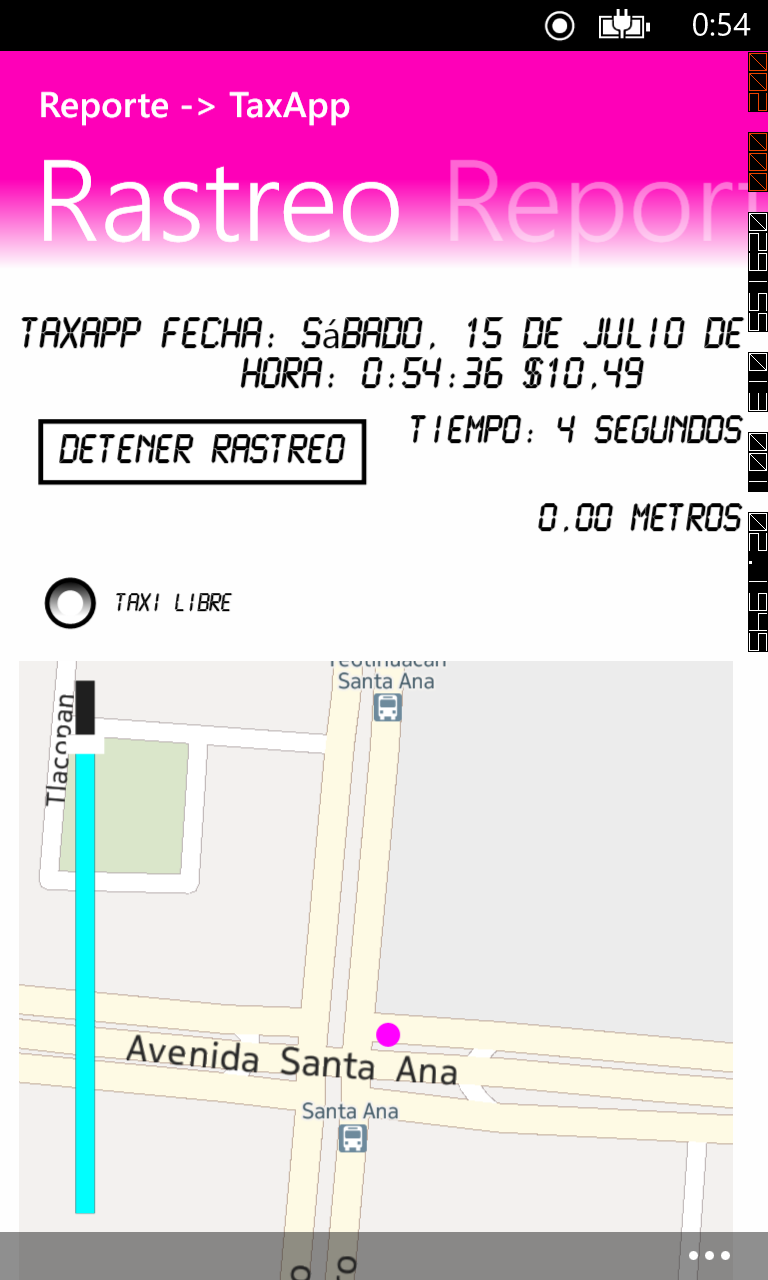 0:54
Reporte -> TaxApp
Rastreo Report
TAXAPP FECHA: SáBADO, 15 DE JULIO DE
HORA: 0:54:36 $10.49
DETENER RASTREO
TIEMPO: 4 SEGUNDOS
0.00 METROS
TAXI LIBRE
Teotihuacan
Santa Ana
Tlacopan
Avenida Santa Ana
Santa Ana